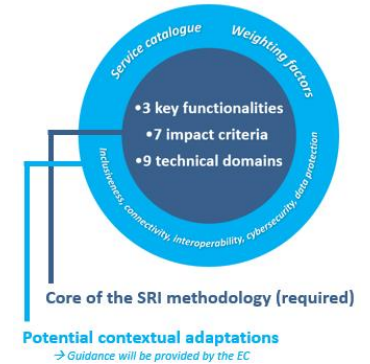 Service catalogue
Weighting factors
•3 key functionalities
•7 impact criteria
•9 technical domains
Inclusiveness, connectivity, interoperability, cybersecurity, data protection
Core of the SRI methodology (required)
Potential contextual adaptations
→ Guidance will be provided by the EC